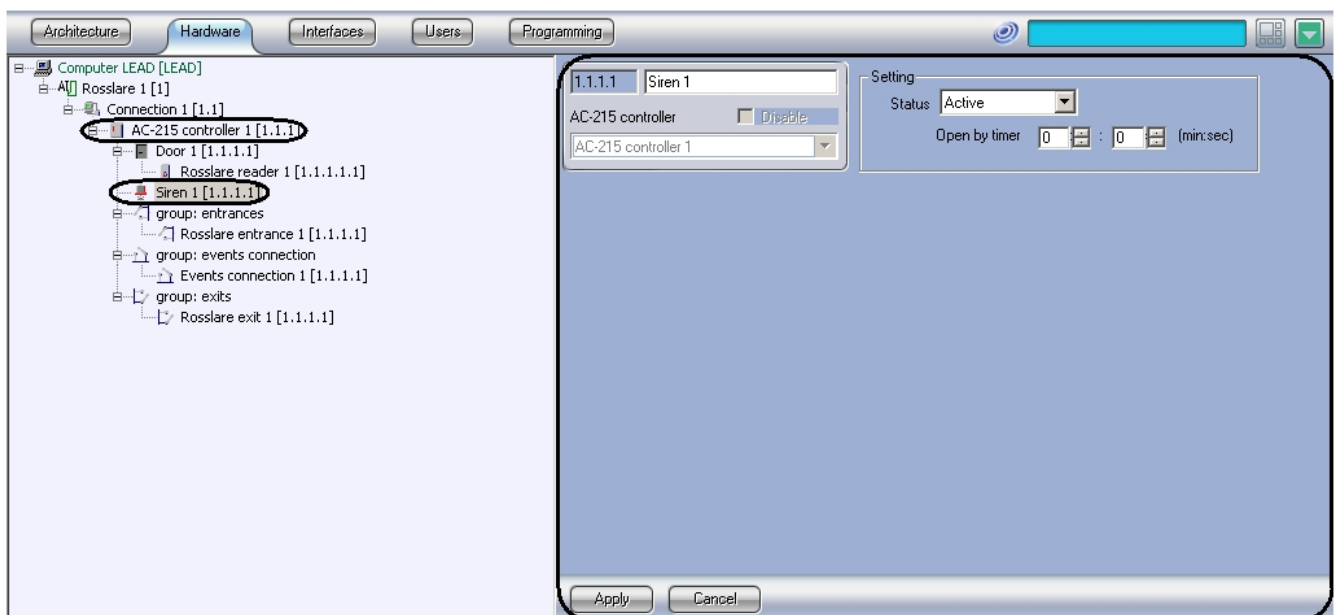 Architecture Hardware Interfaces Users Programming
Computer LEAD [LEAD]
Rosslare 1 [1]
Connection 1 [1.1]
AC-215 controller 1 [1.1.1]
Door 1 [1.1.1.1]
Rosslare reader 1 [1.1.1.1.1]
Siren 1 [1.1.1.1]
group: entrances
Rosslare entrance 1 [1.1.1.1]
group: events connection
Events connection 1 [1.1.1.1]
group: exits
Rosslare exit 1 [1.1.1.1]
1.1.1.1 Siren 1
AC-215 controller Disable
AC-215 controller 1
Setting
Status Active
Open by timer 0 : 0 (min:sec)
Apply Cancel